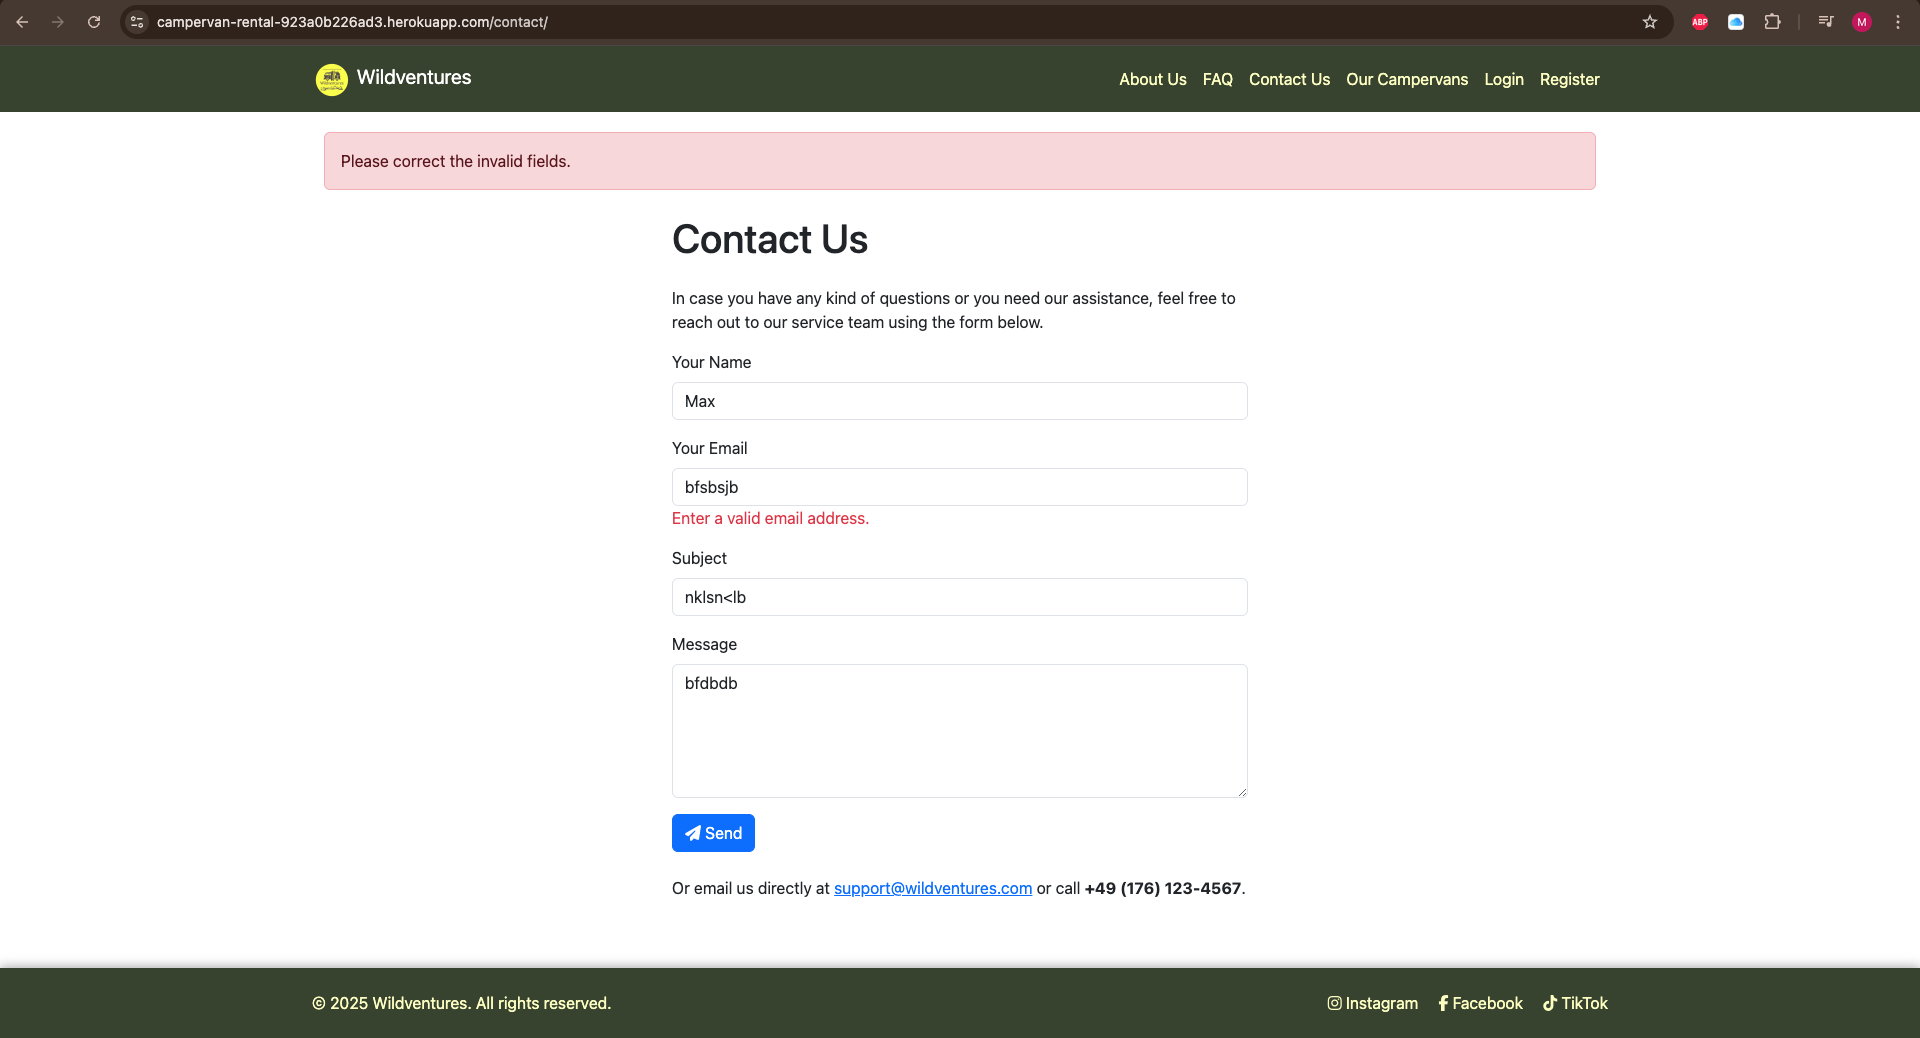 campervan-rental-923a0b226ad3.herokuapp.com/contact/
ABP
M
Wildventures
About Us FAQ Contact Us Our Campervans Login Register
Please correct the invalid fields.
Contact Us
In case you have any kind of questions or you need our assistance, feel free to
reach out to our service team using the form below.
Your Name
Max
Your Email
bfsbsjb
Enter a valid email address.
Subject
nklsn<lb
Message
bfdbdb
Send
Or email us directly at support@wildventures.com or call +49 (176) 123-4567.
© 2025 Wildventures. All rights reserved.
Instagram Facebook TikTok